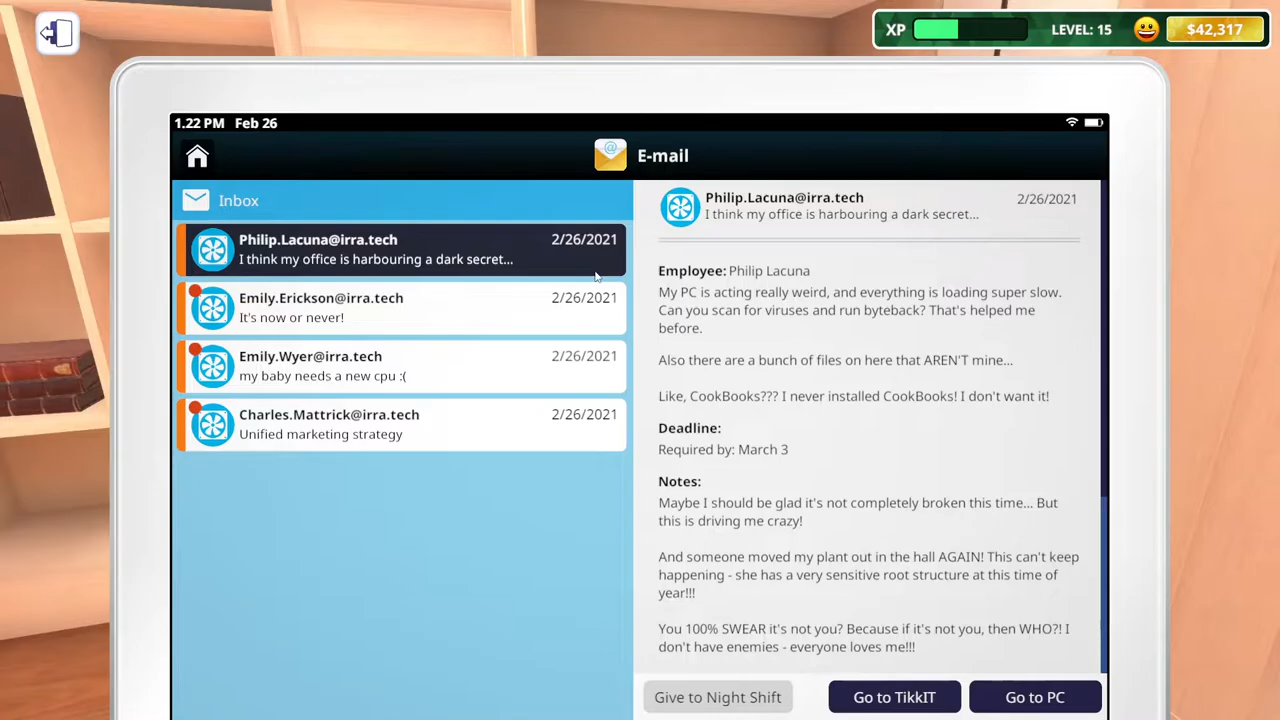 XP
LEVEL: 15
$42,317
1.22 PM Feb 26
@
E-mail
Inbox
Philip.Lacuna@irra.tech 2/26/2021
I think my office is harbouring a dark secret...
Emily.Erickson@irra.tech 2/26/2021
It's now or never!
Emily.Wyer@irra.tech 2/26/2021
my baby needs a new cpu :(
Charles.Mattrick@irra.tech 2/26/2021
Unified marketing strategy
Philip.Lacuna@irra.tech 2/26/2021
I think my office is harbouring a dark secret...
Employee: Philip Lacuna
My PC is acting really weird, and everything is loading super slow.
Can you scan for viruses and run byteback? That's helped me
before.
Also there are a bunch of files on here that AREN'T mine...
Like, CookBooks??? I never installed CookBooks! I don't want it!
Deadline:
Required by: March 3
Notes:
Maybe I should be glad it's not completely broken this time... But
this is driving me crazy!
And someone moved my plant out in the hall AGAIN! This can't keep
happening - she has a very sensitive root structure at this time of
year!!!
You 100% SWEAR it's not you? Because if it's not you, then WHO?! I
don't have enemies - everyone loves me!!!
Give to Night Shift
Go to TikkIT
Go to PC